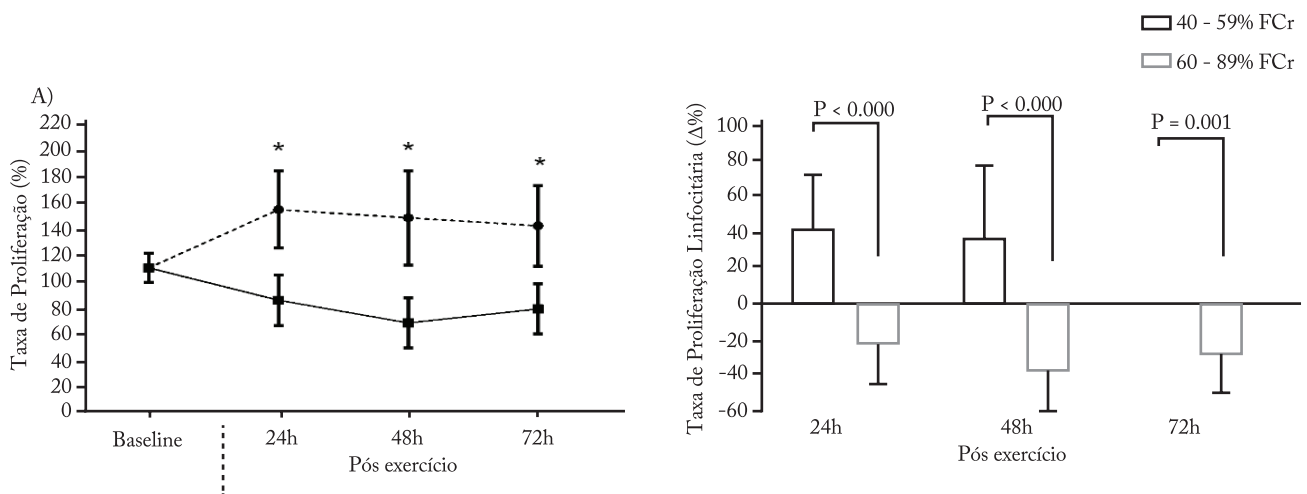 A)
Taxa de Proliferação (%)
220
200
180
160
140
120
100
80
60
40
20
0
*
*
*
Baseline
24h
48h
72h
Pós exercício
40 - 59% FCr
60 - 89% FCr
Taxa de Proliferação Linfocitária (Δ%)
100
80
60
40
20
0
-20
-40
-60
P < 0.000
P < 0.000
P = 0.001
24h
48h
72h
Pós exercício